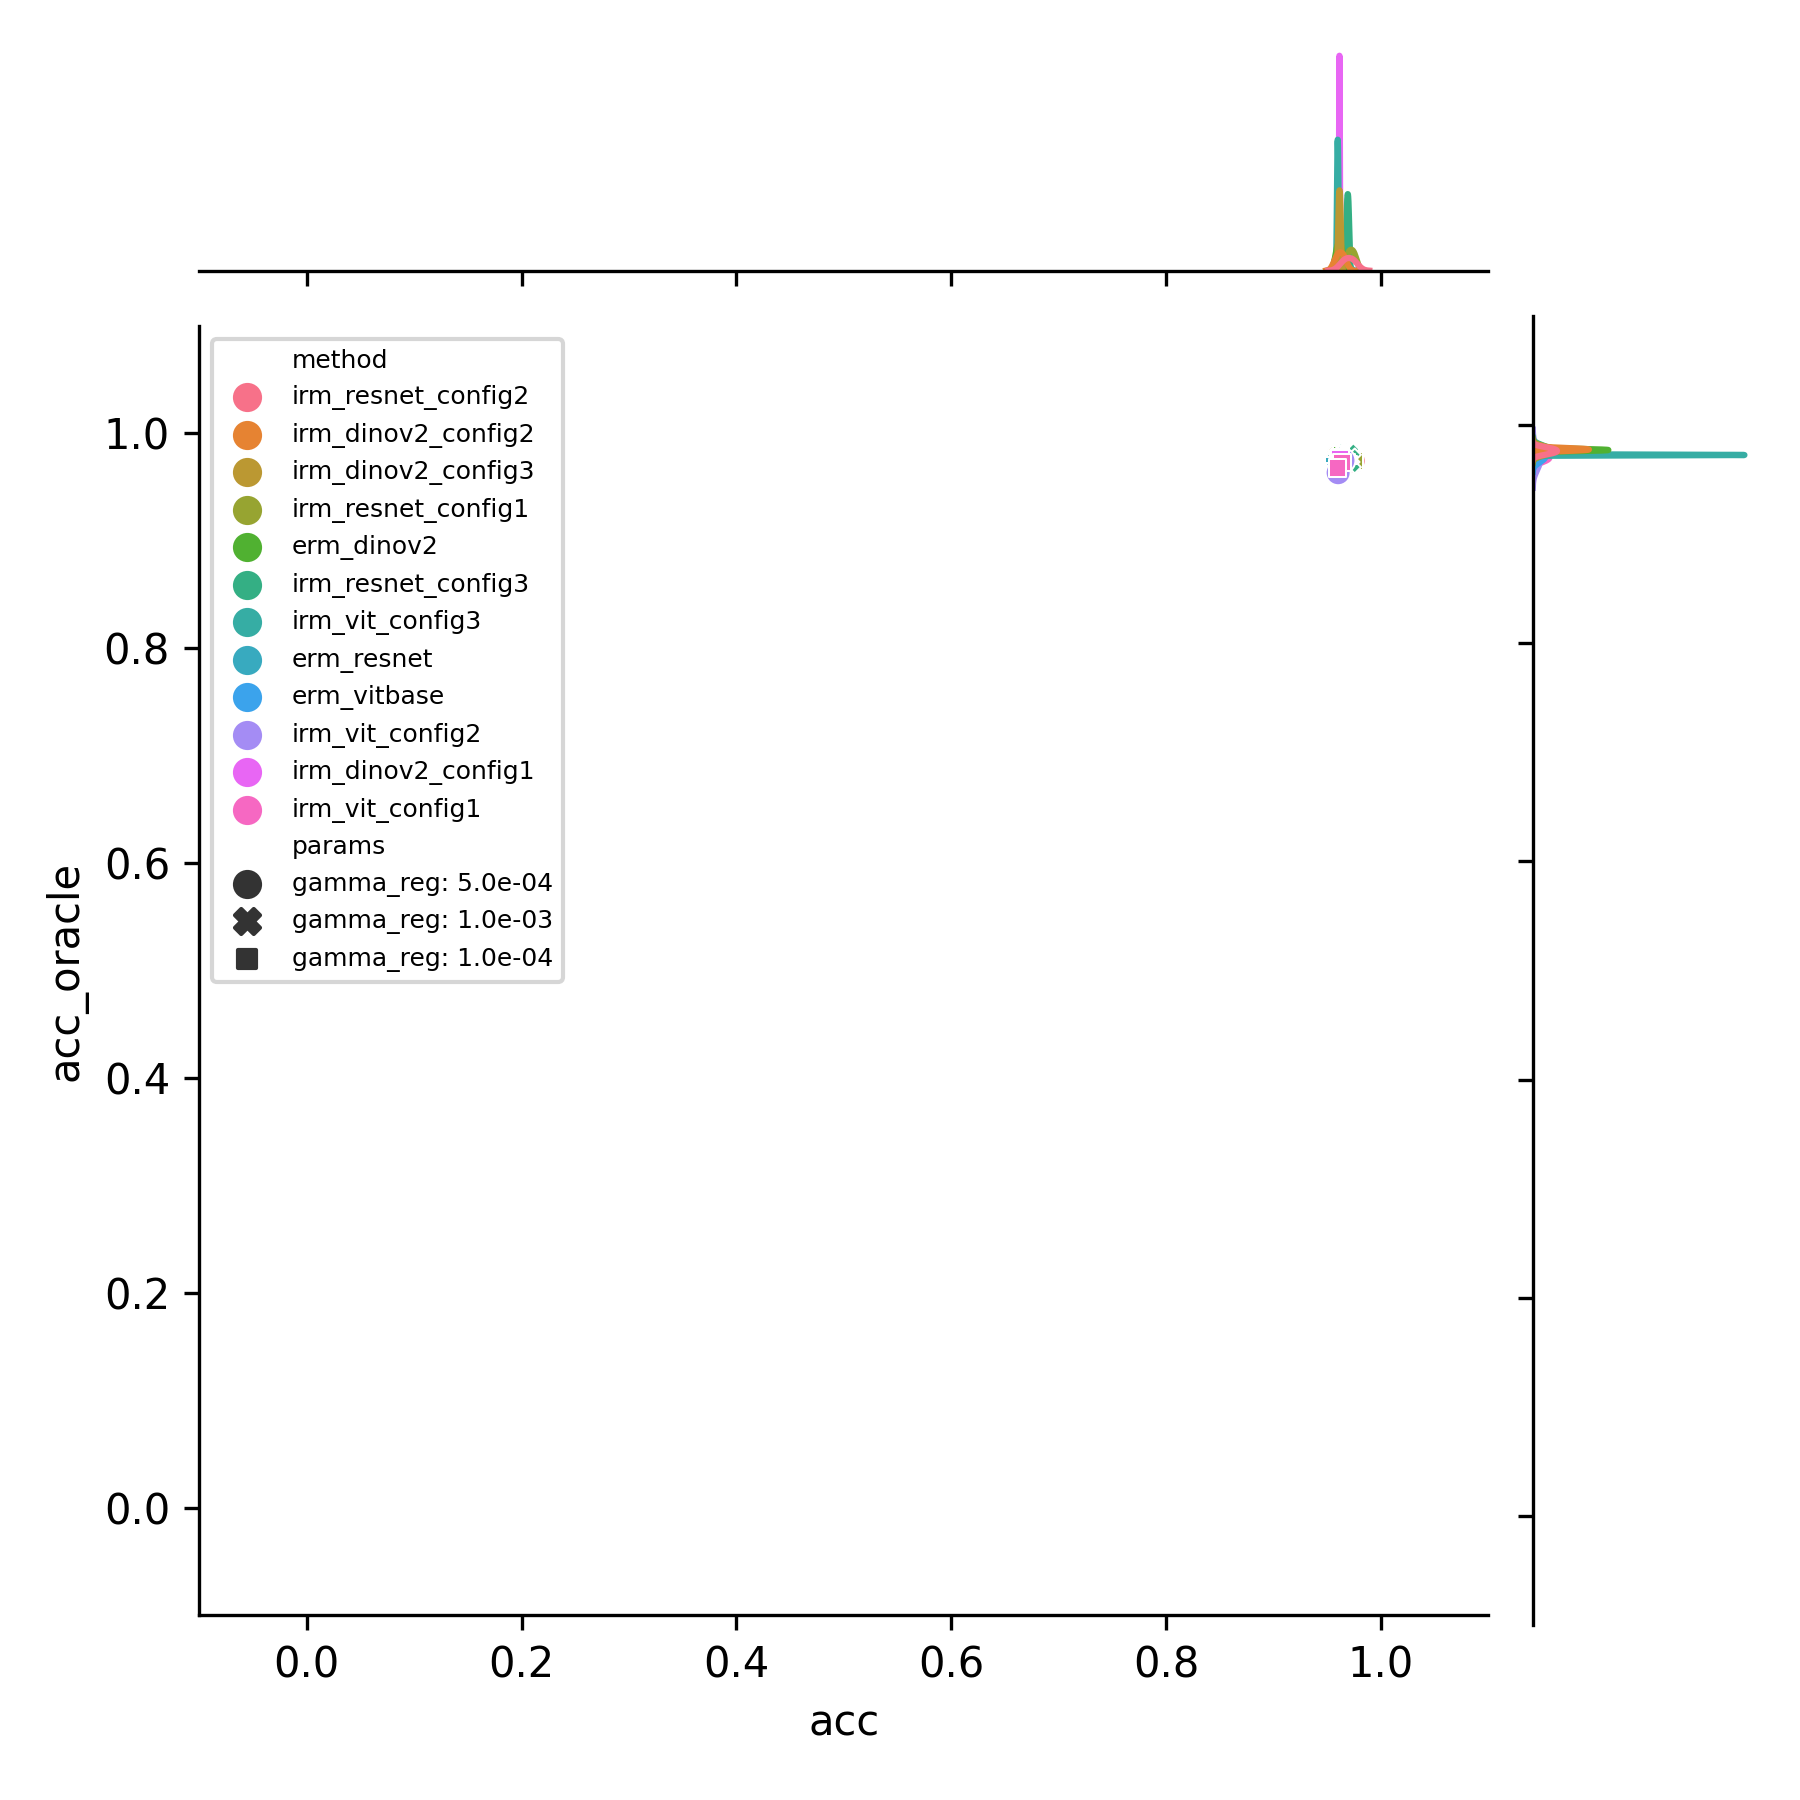 method
irm_resnet_config2
irm_dinov2_config2
irm_dinov2_config3
irm_resnet_config1
erm_dinov2
irm_resnet_config3
irm_vit_config3
erm_resnet
erm_vitbase
irm_vit_config2
irm_dinov2_config1
irm_vit_config1
params
gamma_reg: 5.0e-04
gamma_reg: 1.0e-03
gamma_reg: 1.0e-04
1.0
0.8
0.6
0.4
0.2
0.0
acc_oracle
0.0 0.2 0.4 0.6 0.8 1.0
acc